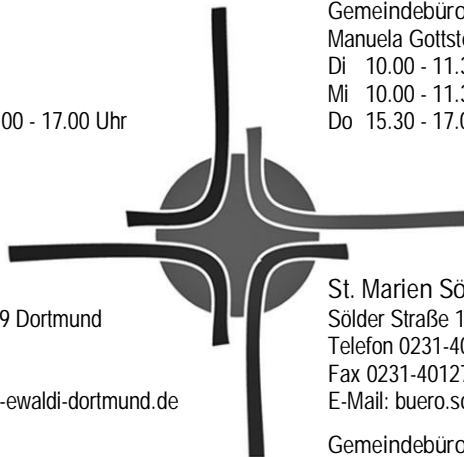 00 - 17.00 Uhr
9 Dortmund
-ewaldi-dortmund.de
Gemeindebüro
Manuela Gottste
Di 10.00 - 11.3
Mi 10.00 - 11.3
Do 15.30 - 17.0
St. Marien Sö
Sölder Straße 1
Telefon 0231-40
Fax 0231-40127
E-Mail: buero.so
Gemeindebüro